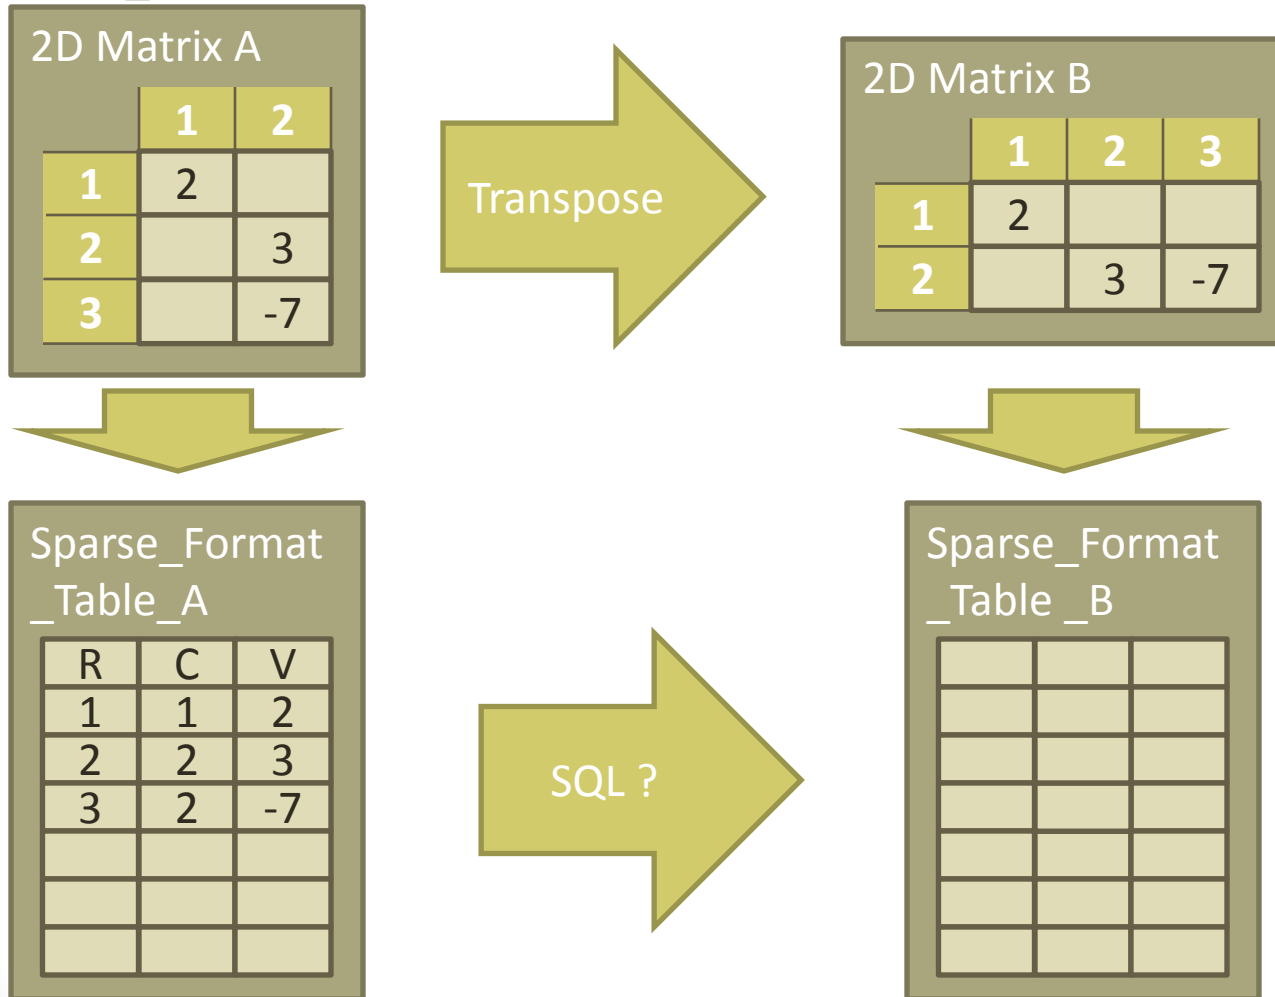 2D Matrix A
1 2
1 2
2 3
3 -7
Transpose
2D Matrix B
1 2 3
1 2
2 3 -7
Sparse_Format
_Table_A
R C V
1 1 2
2 2 3
3 2 -7
SQL ?
Sparse_Format
_Table _B